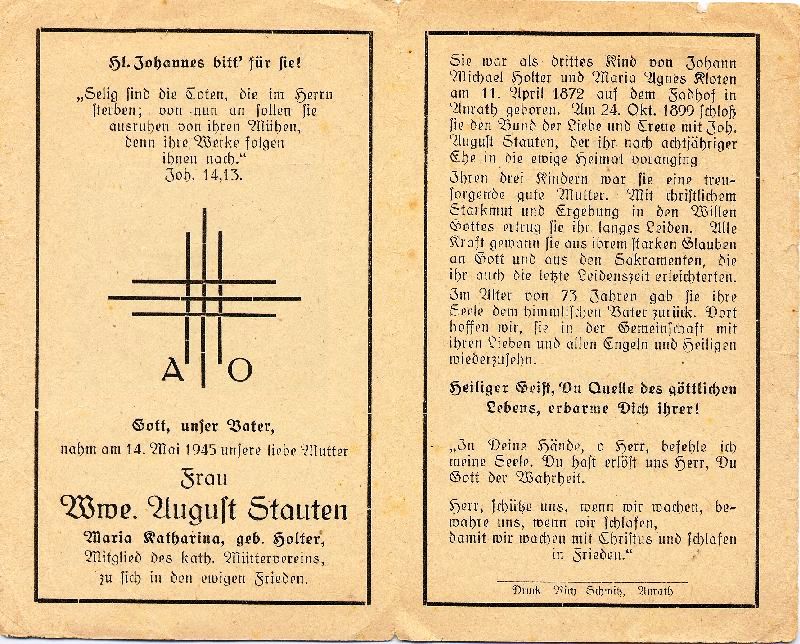 Hl. Johannes bitt' für sie!
„Selig sind die Toten, die im Herrn
sterben; von nun an sollen sie
ausruhen von ihren Mühen,
denn ihre Werke folgen
ihnen nach.“
Joh. 14,13.
A O
Gott, unser Vater,
nahm am 14. Mai 1945 unsere liebe Mutter
Frau
Wwe. August Stauten
Maria Katharina, geb. Holter,
Mitglied des kath. Müttervereins,
zu sich in den ewigen Frieden.
Sie war als drittes Kind von Johann
Michael Holter und Maria Agnes Kloten
am 11. April 1872 auf dem Fadhof in
Anrath geboren. Am 24. Okt. 1899 schloß
sie den Bund der Liebe und Treue mit Joh.
August Stauten, der ihr nach achtjähriger
Ehe in die ewige Heimat voranging
Ihren drei Kindern war sie eine treu-
sorgende gute Mutter. Mit christlichem
Starkmut und Ergebung in den Willen
Gottes ertrug sie ihr langes Leiden. Alle
Kraft gewann sie aus ihrem starken Glauben
an Gott und aus den Sakramenten, die
ihr auch die letzte Leidenszeit erleichterten.
Im Alter von 73 Jahren gab sie ihre
Seele dem himmlischen Vater zurück. Dort
hoffen wir, sie in der Gemeinschaft mit
ihren Lieben und allen Engeln und Heiligen
wiederzusehn.
Heiliger Geist, Du Quelle des göttlichen
Lebens, erbarme Dich ihrer!
„In Deine Hände, o Herr, befehle ich
meine Seele. Du hast erlöst uns Herr, Du
Gott der Wahrheit.
Herr, schütze uns, wenn wir wachen, be-
wahre uns, wenn wir schlafen,
damit wir wachen mit Christus und schlafen
in Frieden.“
Druck Schmitz, Anrath